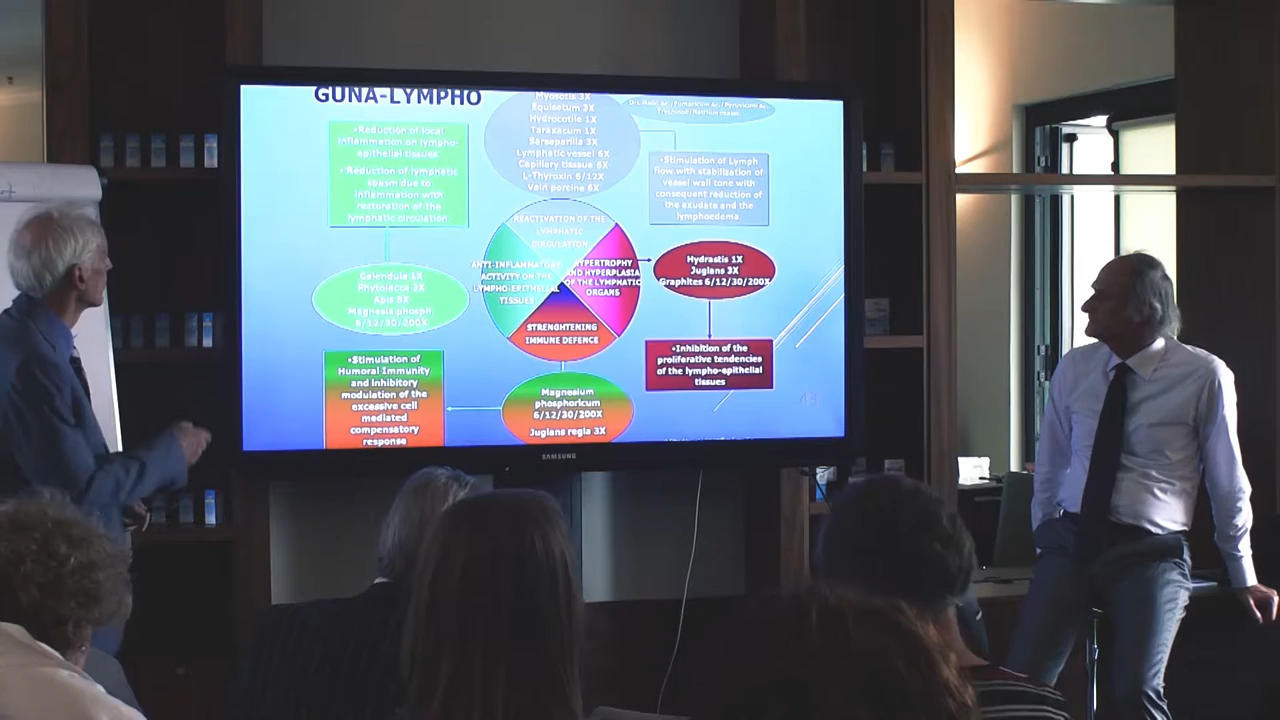 GUNA-LYMPHO
Myosotis 3X
Equisetum 3X
Hydrocotile 1X
Taraxacum 1X
Sarsaparilla 3X
Lymphatic vessel 6X
Capillary tissue 6X
L-Thyroxin 6/12X
Vein porcine 6X
•Reduction of local
inflammation on lympho-
epithelial tissues
•Reduction of lymphatic
spasm due to
inflammation with
restoration of the
lymphatic circulation
•Stimulation of Lymph
flow with stabilization of
vessel wall tone with
consequent reduction of
the axudate and the
lymphoedema
REACTIVATION OF THE
LYMPHATIC
CIRCULATION
ANTI-INFLAMMATORY
ACTIVITY ON THE
LYMPHO-EPITHELIAL
TISSUES
HYPERTROPHY
AND HYPERPLASIA
OF THE LYMPHATIC
ORGANS
STRENGHTENING
IMMUNE DEFENCE
Hydrastis 1X
Juglans 3X
Graphites 6/12/30/200X
Calendula 1X
Phytolacca 2X
Apis 8X
Magnesia phosph.
6/12/30/200X
•Inhibition of the
proliferative tendencies
of the lympho-epithelial
tissues
•Stimulation of
Humoral Immunity
and inhibitory
modulation of the
excessive cell
mediated
compensatory
response
Magnesium
phosphoricum
6/12/30/200X
Juglans regia 3X
43
SAMSUNG